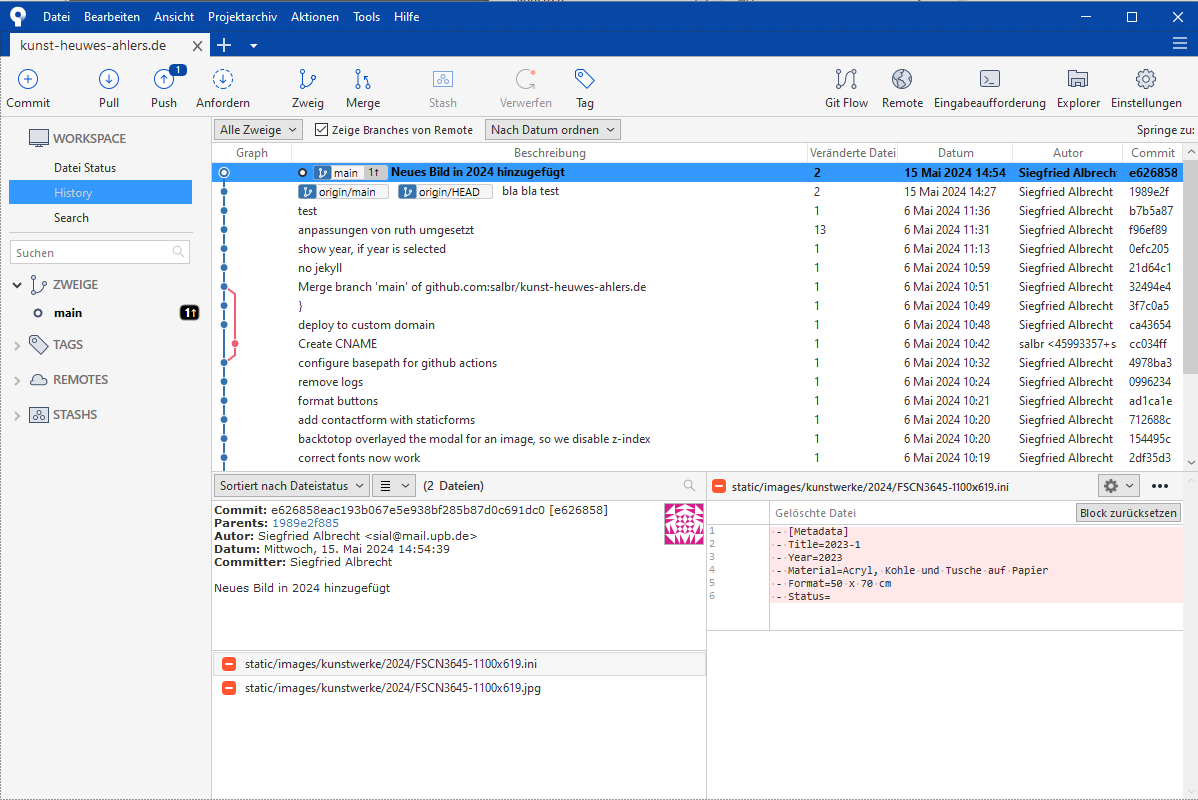 Datei Bearbeiten Ansicht Projektarchiv Aktionen Tools Hilfe
kunst-heuwes-ahlers.de
1
Commit Pull Push Anfordern Zweig Merge Stash Verwerfen Tag Git Flow Remote Eingabeaufforderung Explorer Einstellungen
WORKSPACE
Datei Status
History
Search
Suchen
ZWEIGE
main 1↑
TAGS
REMOTES
STASHS
Alle Zweige Zeige Branches von Remote Nach Datum ordnen Springe zu:
Graph Beschreibung Veränderte Datei Datum Autor Commit
main 1↑ Neues Bild in 2024 hinzugefügt 2 15 Mai 2024 14:54 Siegfried Albrecht e626858
origin/main origin/HEAD bla bla test 2 15 Mai 2024 14:27 Siegfried Albrecht 1989e2f
test 1 6 Mai 2024 11:36 Siegfried Albrecht b7b5a87
anpassungen von ruth umgesetzt 13 6 Mai 2024 11:31 Siegfried Albrecht f96ef89
show year, if year is selected 1 6 Mai 2024 11:13 Siegfried Albrecht 0efc205
no jekyll 1 6 Mai 2024 10:59 Siegfried Albrecht 21d64c1
Merge branch 'main' of github.com:salbr/kunst-heuwes-ahlers.de 1 6 Mai 2024 10:51 Siegfried Albrecht 32494e4
} 1 6 Mai 2024 10:49 Siegfried Albrecht 3f7c0a5
deploy to custom domain 1 6 Mai 2024 10:48 Siegfried Albrecht ca43654
Create CNAME 1 6 Mai 2024 10:42 salbr <45993357+s cc034ff
configure basepath for github actions 1 6 Mai 2024 10:32 Siegfried Albrecht 4978ba3
remove logs 1 6 Mai 2024 10:24 Siegfried Albrecht 0996234
format buttons 1 6 Mai 2024 10:21 Siegfried Albrecht ad1ca1e
add contactform with staticforms 1 6 Mai 2024 10:20 Siegfried Albrecht 712688c
backtotop overlayed the modal for an image, so we disable z-index 1 6 Mai 2024 10:20 Siegfried Albrecht 154495c
correct fonts now work 1 6 Mai 2024 10:19 Siegfried Albrecht 2df35d3
Sortiert nach Dateistatus (2 Dateien)
Commit: e626858eac193b067e5e938bf285b87d0c691dc0 [e626858]
Parents: 1989e2f885
Autor: Siegfried Albrecht <sial@mail.upb.de>
Datum: Mittwoch, 15. Mai 2024 14:54:39
Committer: Siegfried Albrecht
Neues Bild in 2024 hinzugefügt
static/images/kunstwerke/2024/FSCN3645-1100x619.ini
static/images/kunstwerke/2024/FSCN3645-1100x619.jpg
static/images/kunstwerke/2024/FSCN3645-1100x619.ini
Gelöschte Datei Block zurücksetzen
1 - [Metadata]
2 - Title=2023-1
3 - Year=2023
4 - Material=Acryl, Kohle und Tusche auf Papier
5 - Format=50 x 70 cm
6 - Status=